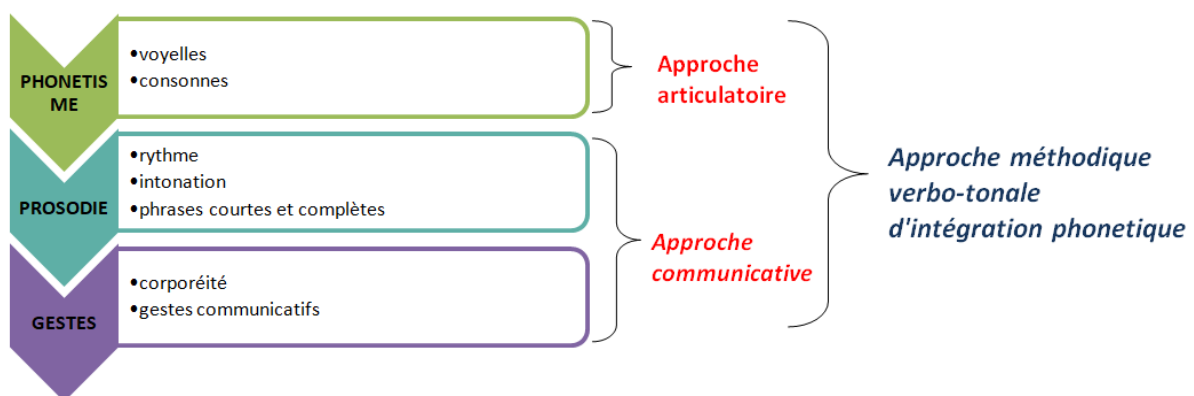 PHONETIS
ME
•voyelles
•consonnes
Approche
articulatoire
PROSODIE
•rythme
•intonation
•phrases courtes et complètes
GESTES
•corporéité
•gestes communicatifs
Approche
communicative
Approche méthodique
verbo-tonale
d'intégration phonetique